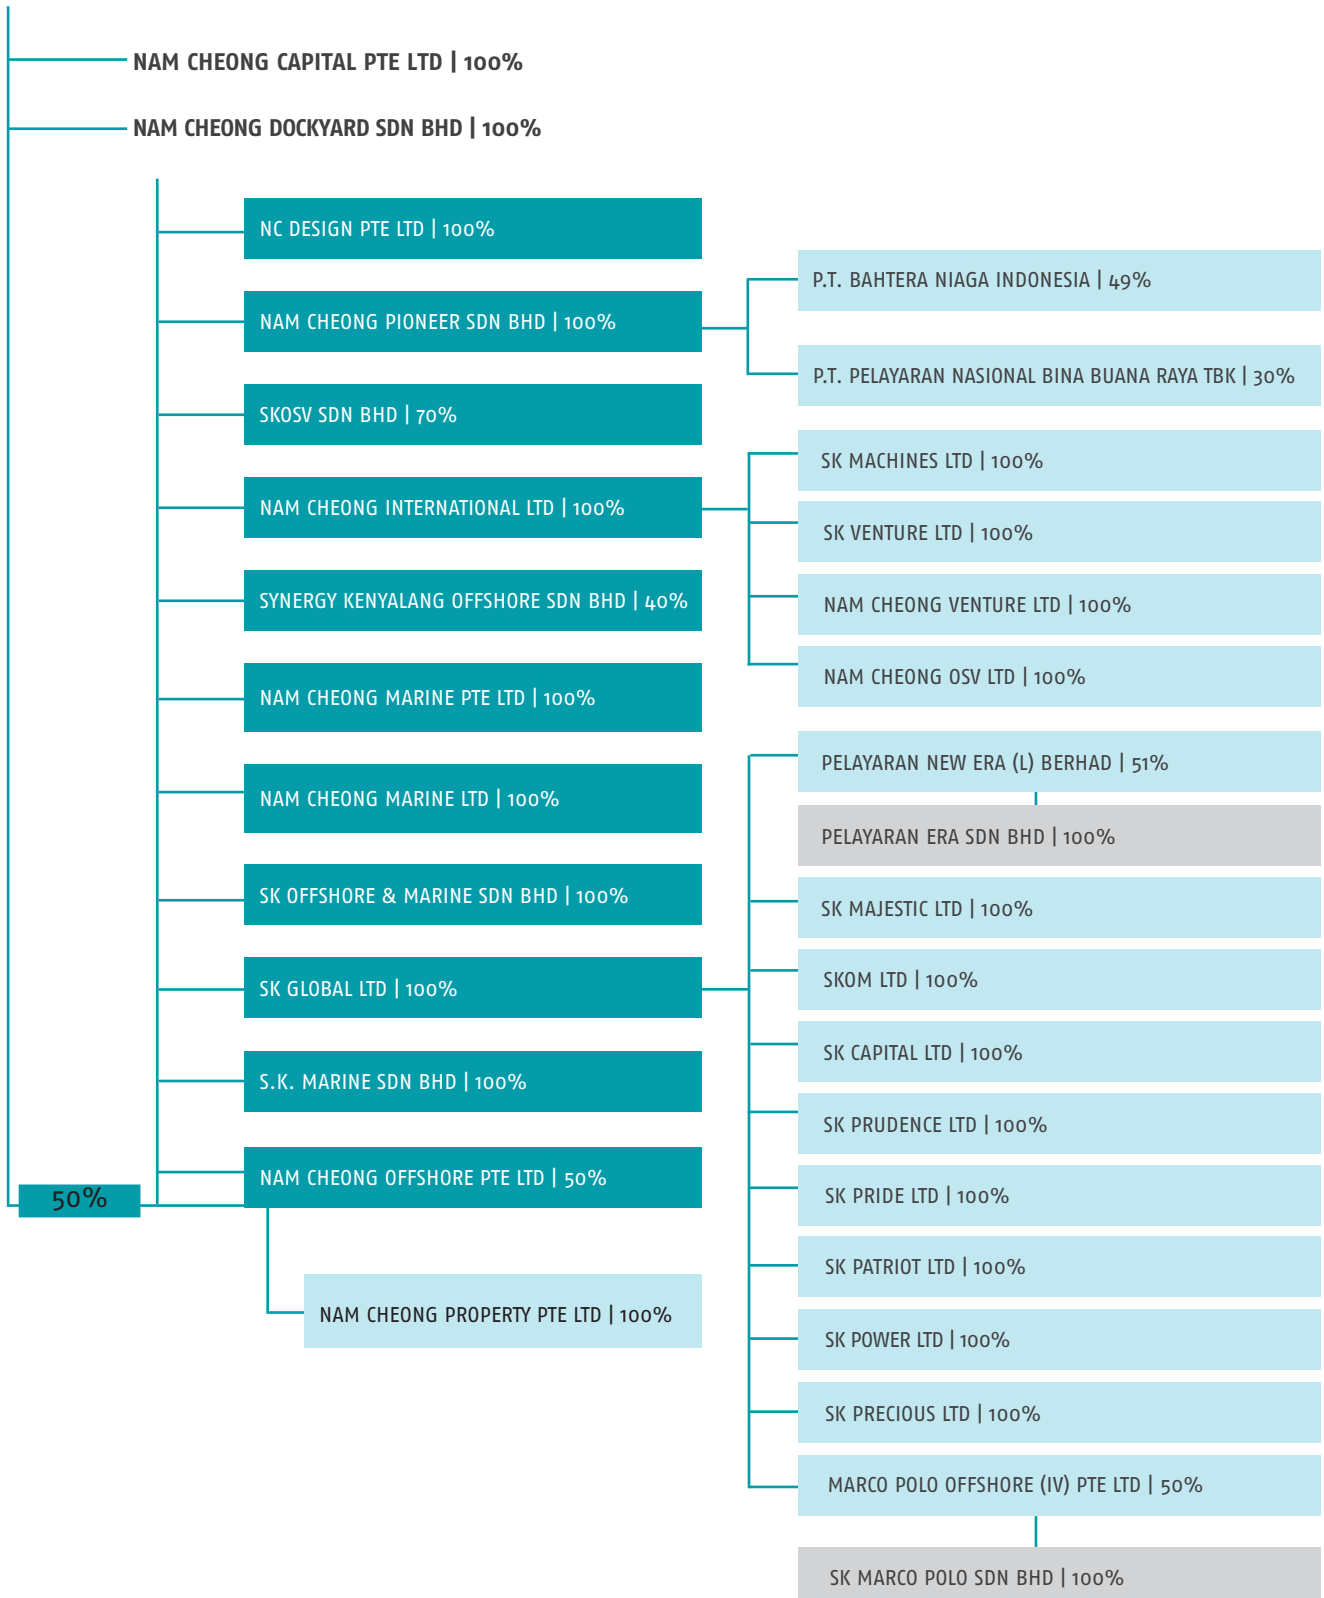 NAM CHEONG CAPITAL PTE LTD | 100%
NAM CHEONG DOCKYARD SDN BHD | 100%
NC DESIGN PTE LTD | 100%
NAM CHEONG PIONEER SDN BHD | 100%
P.T. BAHTERA NIAGA INDONESIA | 49%
P.T. PELAYARAN NASIONAL BINA BUANA RAYA TBK | 30%
SKOSV SDN BHD | 70%
NAM CHEONG INTERNATIONAL LTD | 100%
SK MACHINES LTD | 100%
SK VENTURE LTD | 100%
NAM CHEONG VENTURE LTD | 100%
NAM CHEONG OSV LTD | 100%
SYNERGY KENYALANG OFFSHORE SDN BHD | 40%
NAM CHEONG MARINE PTE LTD | 100%
NAM CHEONG MARINE LTD | 100%
SK OFFSHORE & MARINE SDN BHD | 100%
SK GLOBAL LTD | 100%
PELAYARAN NEW ERA (L) BERHAD | 51%
PELAYARAN ERA SDN BHD | 100%
SK MAJESTIC LTD | 100%
SKOM LTD | 100%
SK CAPITAL LTD | 100%
SK PRUDENCE LTD | 100%
SK PRIDE LTD | 100%
SK PATRIOT LTD | 100%
SK POWER LTD | 100%
SK PRECIOUS LTD | 100%
MARCO POLO OFFSHORE (IV) PTE LTD | 50%
SK MARCO POLO SDN BHD | 100%
S.K. MARINE SDN BHD | 100%
NAM CHEONG OFFSHORE PTE LTD | 50%
50%
NAM CHEONG PROPERTY PTE LTD | 100%